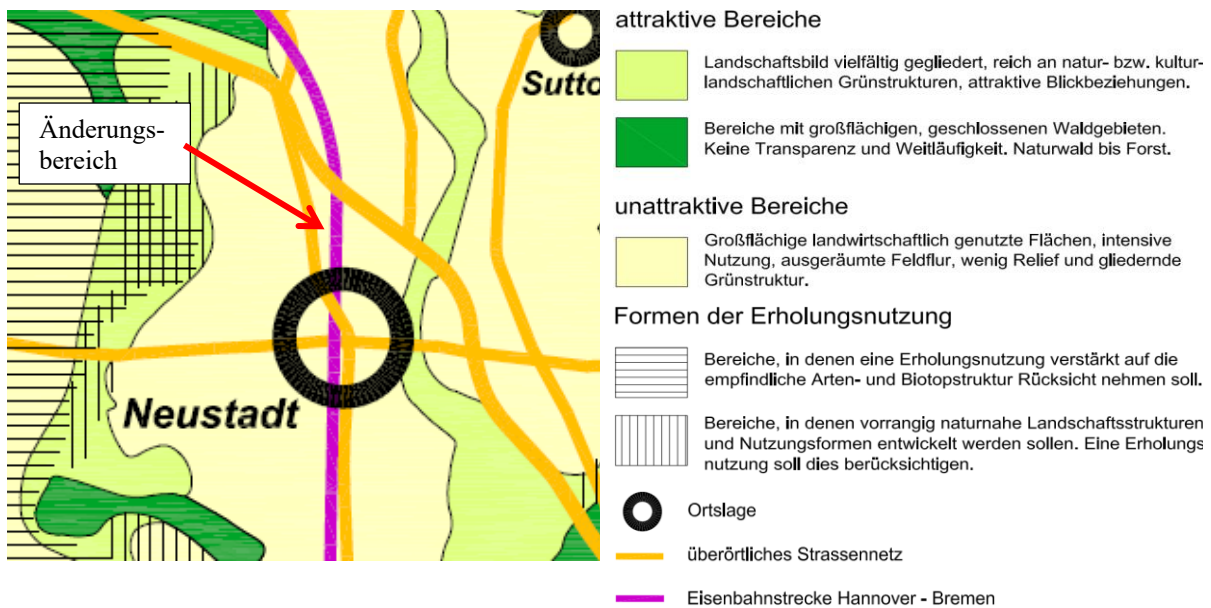 Sutto
Änderungs-
bereich
Neustadt
attraktive Bereiche
Landschaftsbild vielfältig gegliedert, reich an natur- bzw. kultur-
landschaftlichen Grünstrukturen, attraktive Blickbeziehungen.
Bereiche mit großflächigen, geschlossenen Waldgebieten.
Keine Transparenz und Weitläufigkeit. Naturwald bis Forst.
unattraktive Bereiche
Großflächige landwirtschaftlich genutzte Flächen, intensive
Nutzung, ausgeräumte Feldflur, wenig Relief und gliedernde
Grünstruktur.
Formen der Erholungsnutzung
Bereiche, in denen eine Erholungsnutzung verstärkt auf die
empfindliche Arten- und Biotopstruktur Rücksicht nehmen soll.
Bereiche, in denen vorrangig naturnahe Landschaftsstrukturen
und Nutzungsformen entwickelt werden sollen. Eine Erholungs
nutzung soll dies berücksichtigen.
Ortslage
überörtliches Strassennetz
Eisenbahnstrecke Hannover - Bremen